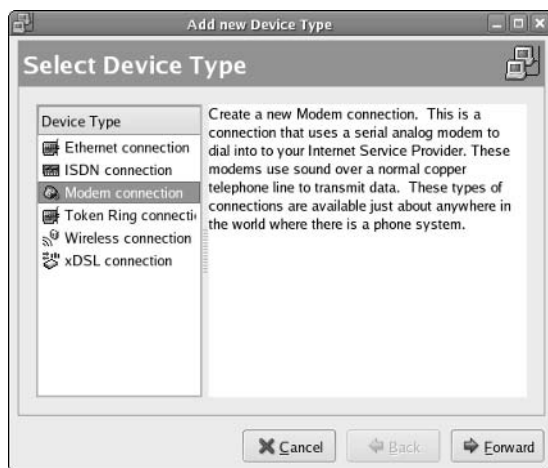 Add new Device Type
Select Device Type
Device Type
Ethernet connection
ISDN connection
Modem connection
Token Ring connecti
Wireless connection
xDSL connection
Create a new Modem connection. This is a
connection that uses a serial analog modem to
dial into to your Internet Service Provider. These
modems use sound over a normal copper
telephone line to transmit data. These types of
connections are available just about anywhere in
the world where there is a phone system.
Cancel
Back
Forward